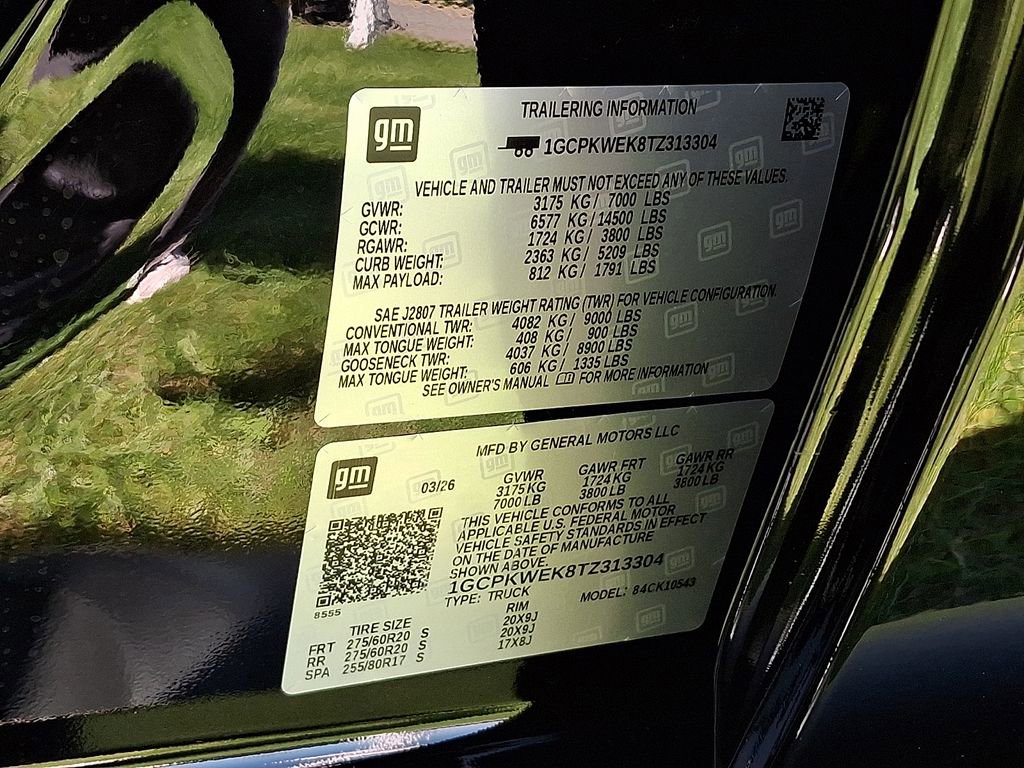 gm
TRAILERING INFORMATION
1GCPKWEK8TZ313304
VEHICLE AND TRAILER MUST NOT EXCEED ANY OF THESE VALUES.
GVWR: 3175 KG / 7000 LBS
GCWR: 6577 KG / 14500 LBS
RGAWR: 1724 KG / 3800 LBS
CURB WEIGHT: 2363 KG / 5209 LBS
MAX PAYLOAD: 812 KG / 1791 LBS
SAE J2807 TRAILER WEIGHT RATING (TWR) FOR VEHICLE CONFIGURATION.
CONVENTIONAL TWR: 4082 KG / 9000 LBS
MAX TONGUE WEIGHT: 408 KG / 900 LBS
GOOSENECK TWR: 4037 KG / 8900 LBS
MAX TONGUE WEIGHT: 606 KG / 1335 LBS
SEE OWNER'S MANUAL FOR MORE INFORMATION
gm
MFD BY GENERAL MOTORS LLC
03/26
GVWR GAWR FRT GAWR RR
3175KG 1724KG 1724KG
7000LB 3800LB 3800LB
THIS VEHICLE CONFORMS TO ALL
APPLICABLE U.S. FEDERAL MOTOR
VEHICLE SAFETY STANDARDS IN EFFECT
ON THE DATE OF MANUFACTURE
SHOWN ABOVE.
1GCPKWEK8TZ313304
TYPE: TRUCK MODEL: 84CK10543
8555
TIRE SIZE RIM
FRT 275/60R20 S 20X9J
RR 275/60R20 S 20X9J
SPA 255/80R17 S 17X8J